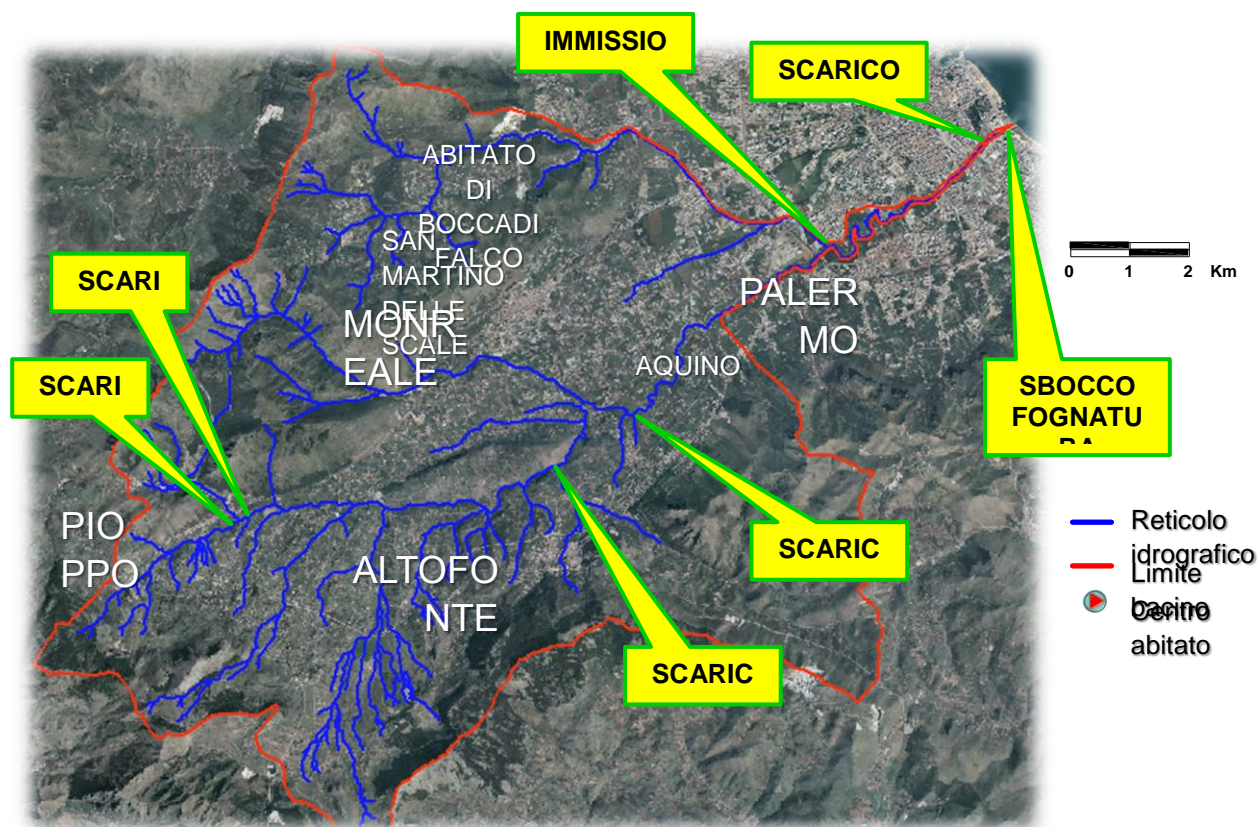 IMMISSIO
SCARICO
ABITATO
DI
BOCCADI
FALCO
SAN
MARTINO
DELLE
SCALE
SCARI
MONR
EALE
SCARI
PALER
MO
AQUINO
0 1 2 Km
SBOCCO
FOGNATU
RA
PIO
PPO
SCARIC
ALTOFO
NTE
SCARIC
Reticolo
idrografico
Limite
bacino
Centro
abitato